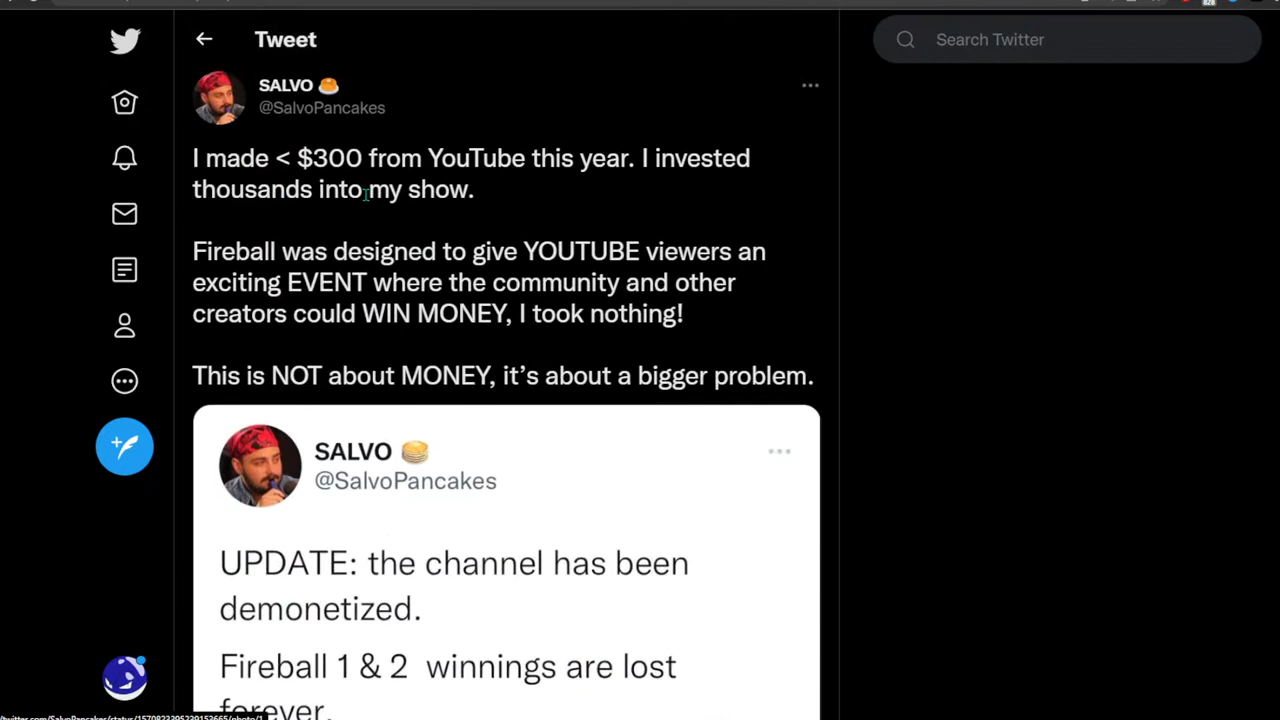 Tweet
Search Twitter
SALVO
@SalvoPancakes
I made < $300 from YouTube this year. I invested
thousands into my show.
Fireball was designed to give YOUTUBE viewers an
exciting EVENT where the community and other
creators could WIN MONEY, I took nothing!
This is NOT about MONEY, it's about a bigger problem.
SALVO
@SalvoPancakes
UPDATE: the channel has been
demonetized.
Fireball 1 & 2 winnings are lost
forever.